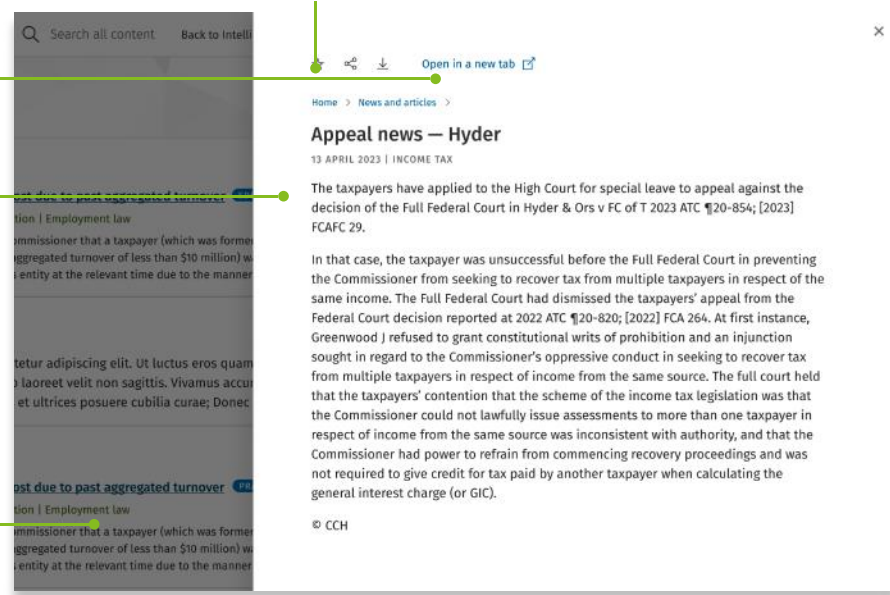 Search all content
Back to Intelli
Open in a new tab
Home > News and articles >
Appeal news — Hyder
13 APRIL 2023 | INCOME TAX
The taxpayers have applied to the High Court for special leave to appeal against the
decision of the Full Federal Court in Hyder & Ors v FC of T 2023 ATC ¶20-854; [2023]
FCAFC 29.
In that case, the taxpayer was unsuccessful before the Full Federal Court in preventing
the Commissioner from seeking to recover tax from multiple taxpayers in respect of the
same income. The Full Federal Court had dismissed the taxpayers' appeal from the
Federal Court decision reported at 2022 ATC ¶20-820; [2022] FCA 264. At first instance,
Greenwood J refused to grant constitutional writs of prohibition and an injunction
sought in regard to the Commissioner's oppressive conduct in seeking to recover tax
from multiple taxpayers in respect of income from the same source. The full court held
that the taxpayers' contention that the scheme of the income tax legislation was that
the Commissioner could not lawfully issue assessments to more than one taxpayer in
respect of income from the same source was inconsistent with authority, and that the
Commissioner had power to refrain from commencing recovery proceedings and was
not required to give credit for tax paid by another taxpayer when calculating the
general interest charge (or GIC).
© CCH
ost due to past aggregated turnover
tion | Employment law
ommissioner that a taxpayer (which was former
aggregated turnover of less than $10 million) w
entity at the relevant time due to the manner
tetur adipiscing elit. Ut luctus eros quam
laoreet velit non sagittis. Vivamus accu
et ultrices posuere cubilia curae; Donec
ost due to past aggregated turnover
tion | Employment law
ommissioner that a taxpayer (which was former
aggregated turnover of less than $10 million) w
entity at the relevant time due to the manner